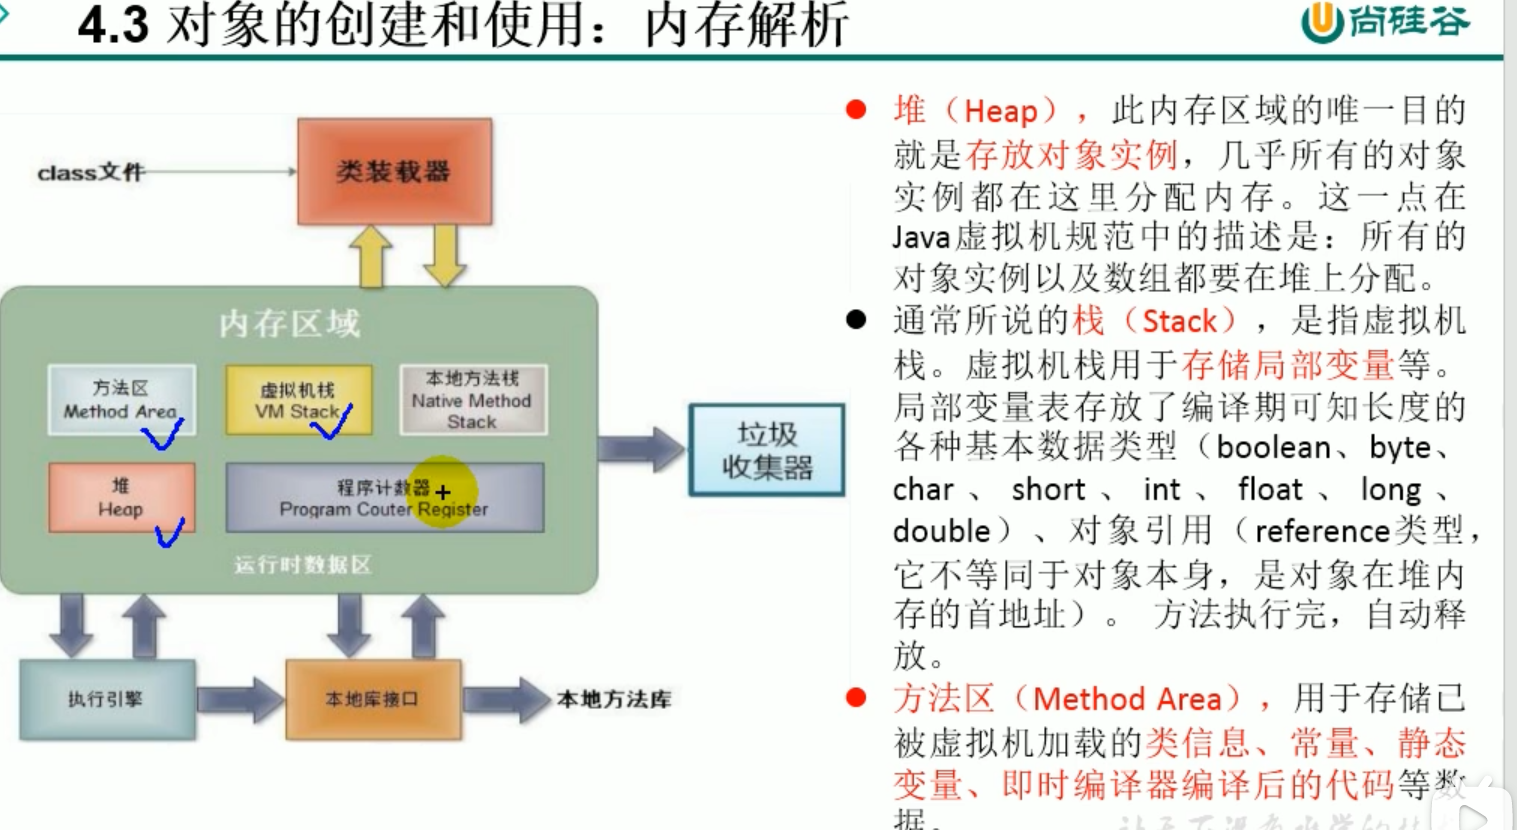 4.3 对象的创建和使用：内存解析
尚硅谷
class文件
类装载器
内存区域
方法区
Method Area
虚拟机栈
VM Stack
本地方法栈
Native Method
Stack
堆
Heap
程序计数器
Program Couter Register
运行时数据区
垃圾
收集器
执行引擎
本地库接口
本地方法库
堆（Heap），此内存区域的唯一目的
就是存放对象实例，几乎所有的对象
实例都在这里分配内存。这一点在
Java虚拟机规范中的描述是：所有的
对象实例以及数组都要在堆上分配。
通常所说的栈（Stack），是指虚拟机
栈。虚拟机栈用于存储局部变量等。
局部变量表存放了编译期可知长度的
各种基本数据类型（boolean、byte、
char、short、int、float、long、
double）、对象引用（reference类型，
它不等同于对象本身，是对象在堆内
存的首地址）。 方法执行完，自动释
放。
方法区（Method Area），用于存储已
被虚拟机加载的类信息、常量、静态
变量、即时编译器编译后的代码等数
据。